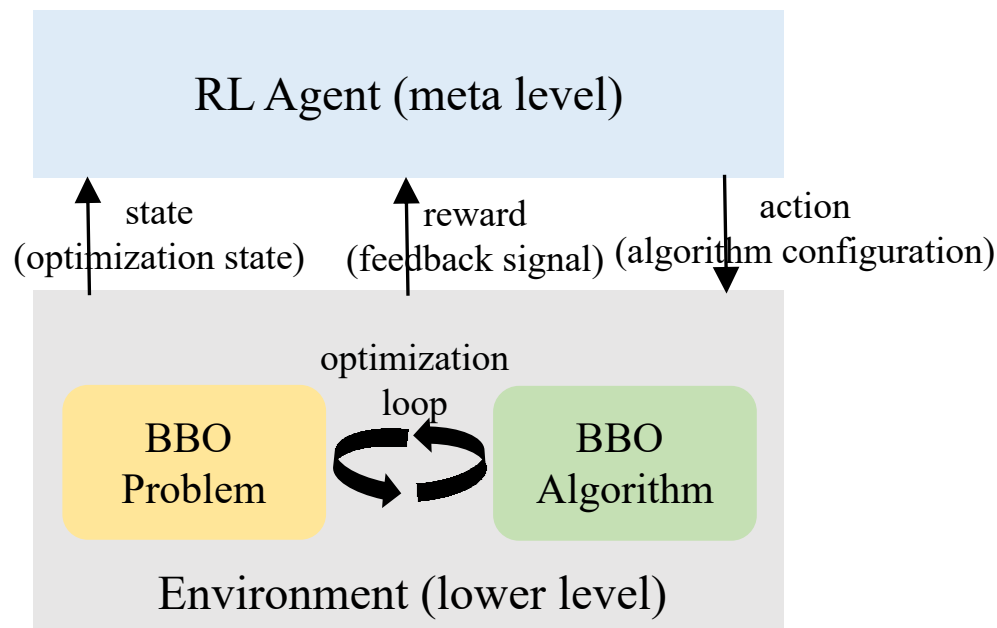 RL Agent (meta level)
state
(optimization state)
reward
(feedback signal)
action
(algorithm configuration)
optimization
loop
BBO
Problem
BBO
Algorithm
Environment (lower level)